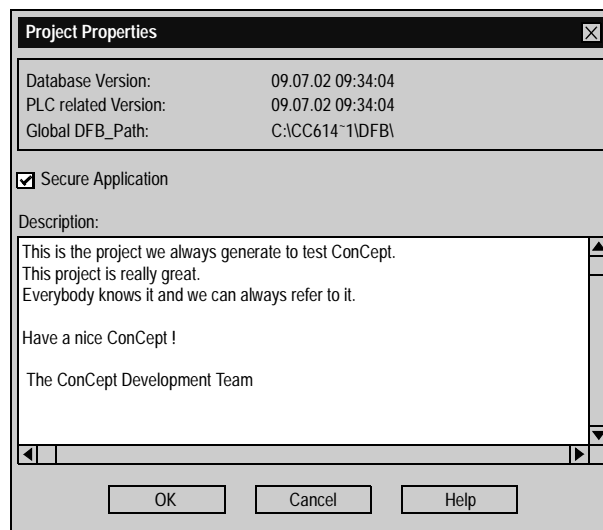 Project Properties
Database Version: 09.07.02 09:34:04
PLC related Version: 09.07.02 09:34:04
Global DFB_Path: C:\CC614~1\DFB\
Secure Application
Description:
This is the project we always generate to test ConCept.
This project is really great.
Everybody knows it and we can always refer to it.
Have a nice ConCept !
The ConCept Development Team
OK Cancel Help